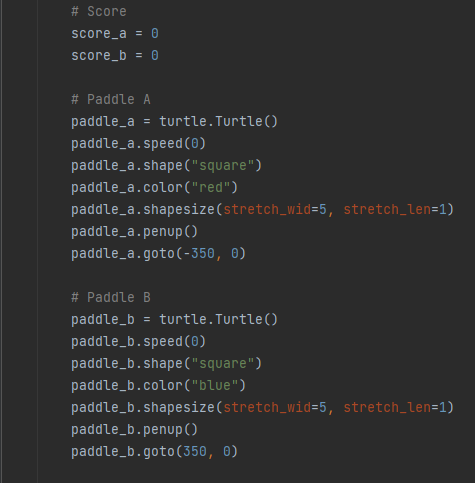 # Score
score_a = 0
score_b = 0

# Paddle A
paddle_a = turtle.Turtle()
paddle_a.speed(0)
paddle_a.shape("square")
paddle_a.color("red")
paddle_a.shapesize(stretch_wid=5, stretch_len=1)
paddle_a.penup()
paddle_a.goto(-350, 0)

# Paddle B
paddle_b = turtle.Turtle()
paddle_b.speed(0)
paddle_b.shape("square")
paddle_b.color("blue")
paddle_b.shapesize(stretch_wid=5, stretch_len=1)
paddle_b.penup()
paddle_b.goto(350, 0)